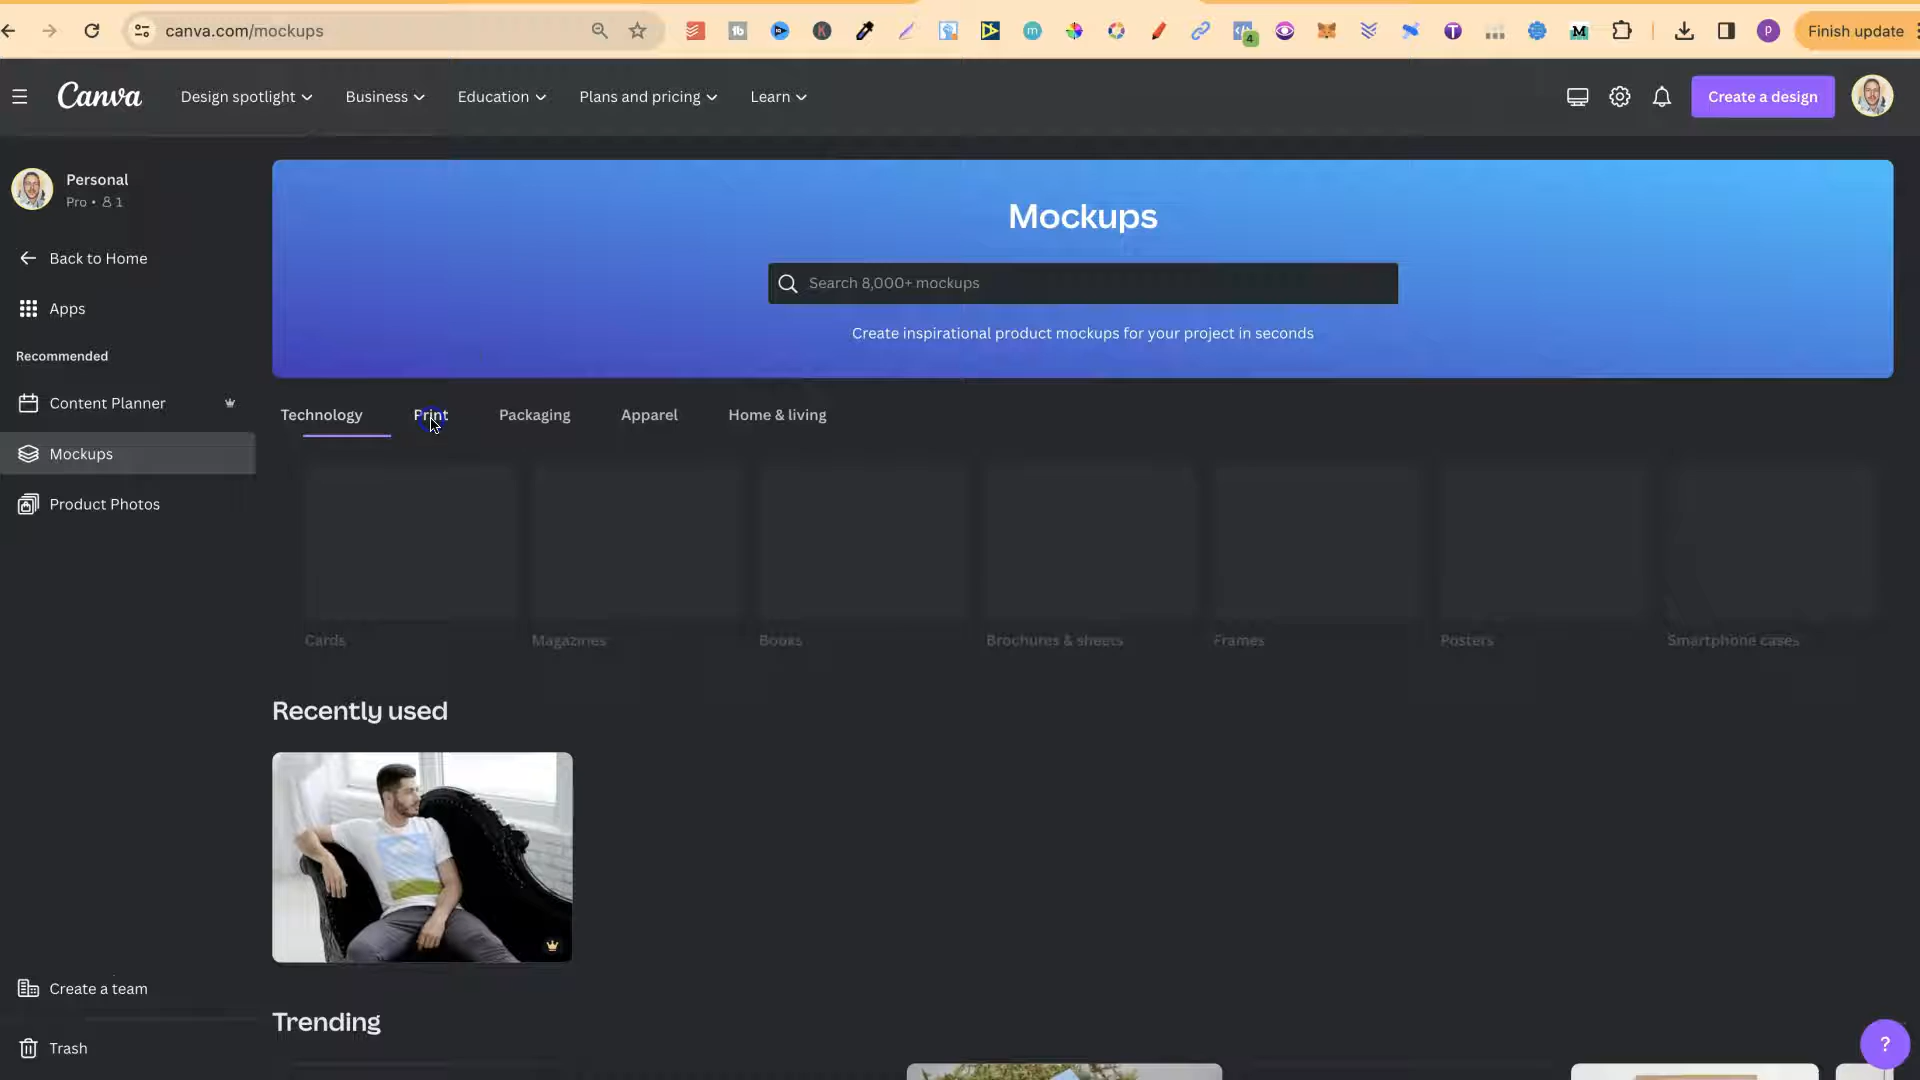 canva.com/mockups
Finish update
Canva
Design spotlight
Business
Education
Plans and pricing
Learn
Create a design
Personal
Pro • 1
Back to Home
Apps
Recommended
Content Planner
Mockups
Product Photos
Create a team
Trash
Mockups
Search 8,000+ mockups
Create inspirational product mockups for your project in seconds
Technology
Print
Packaging
Apparel
Home & living
Cards
Magazines
Books
Brochures & sheets
Frames
Posters
Smartphone cases
Recently used
Trending
?